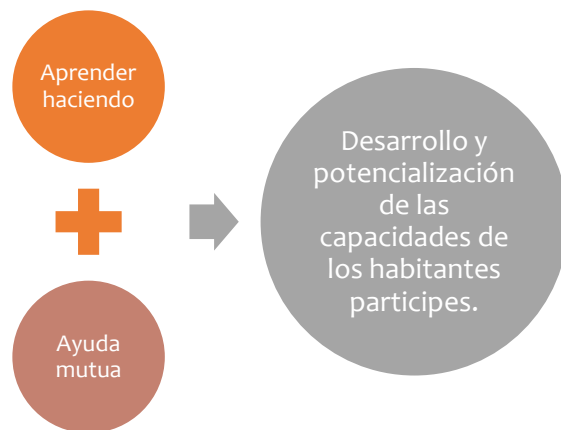 Aprender
haciendo
Ayuda
mutua
Desarrollo y
potencialización
de las
capacidades de
los habitantes
participes.